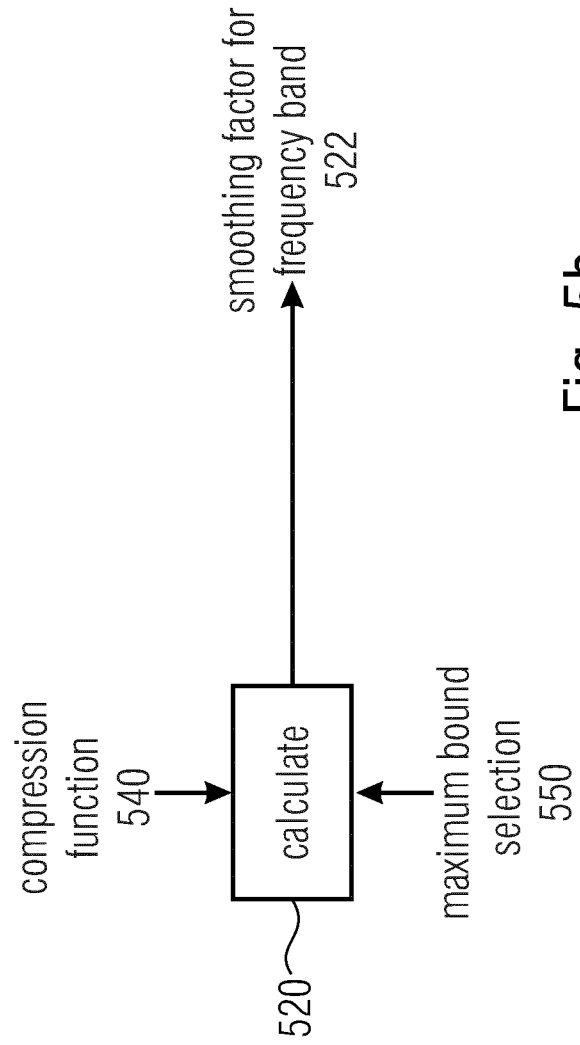 compression
function
540
520
calculate
maximum bound
selection
550
smoothing factor for
frequency band
522
Fig. 5b